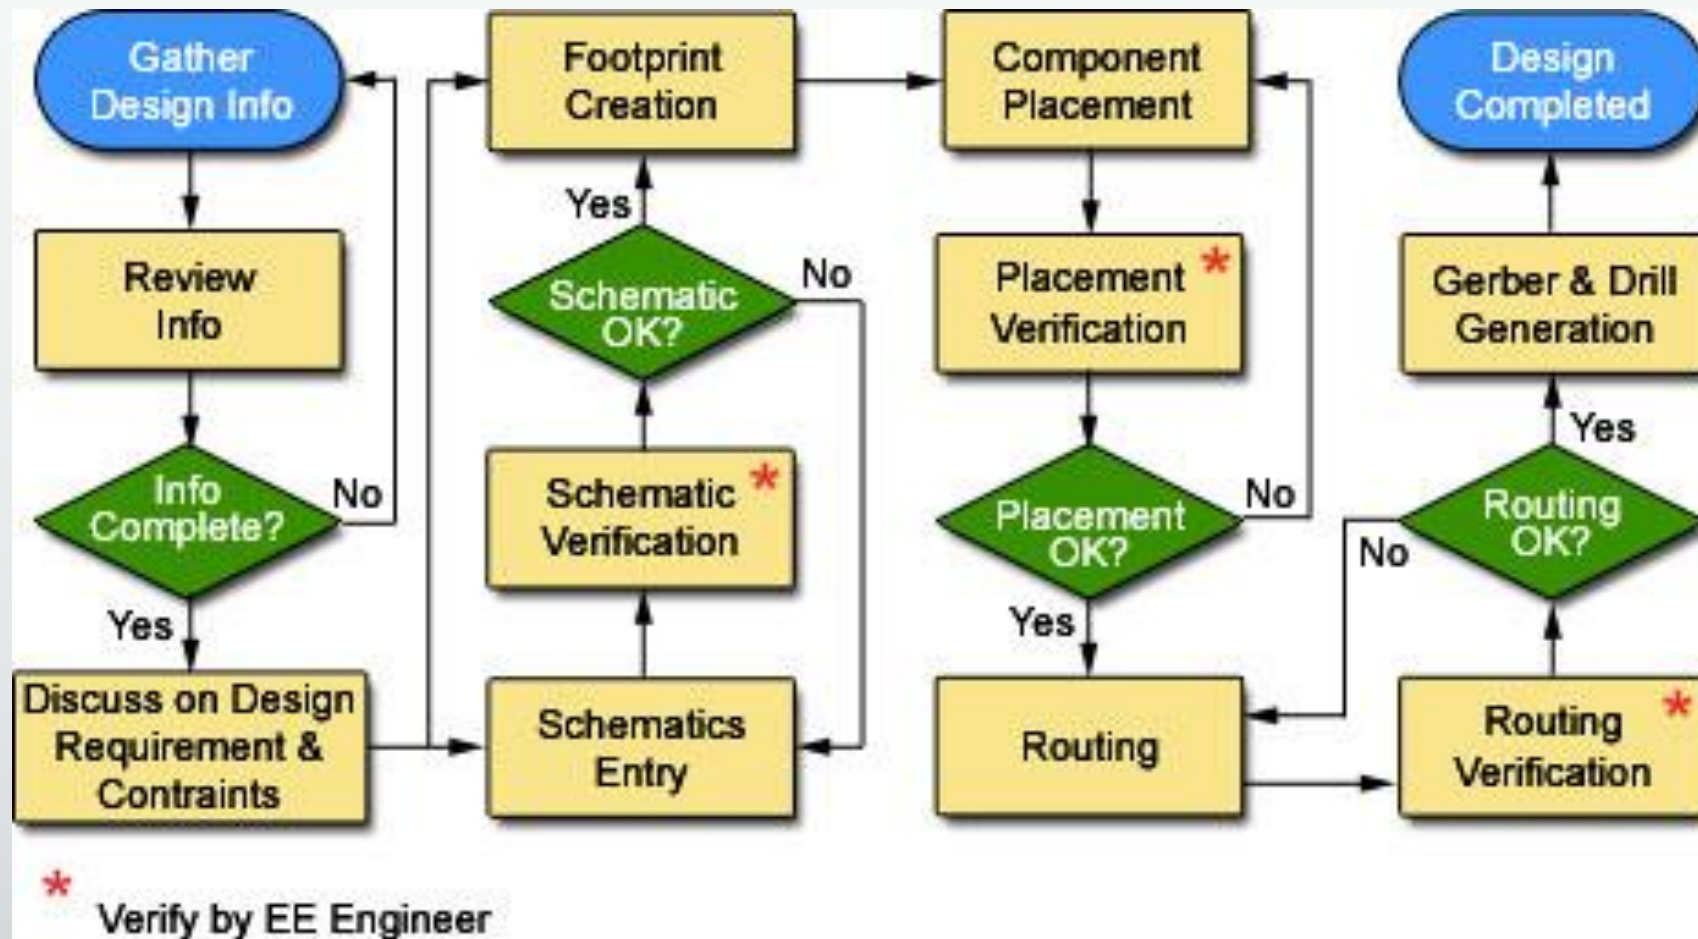 Gather
Design Info
Review
Info
Info
Complete?
No
Yes
Discuss on Design
Requirement &
Contraints
Footprint
Creation
Yes
Schematic
OK?
No
Schematic
Verification *
Schematics
Entry
Component
Placement
Placement *
Verification
Placement
OK?
No
Yes
Routing
Design
Completed
Gerber & Drill
Generation
Yes
Routing
OK?
No
Routing *
Verification
* Verify by EE Engineer